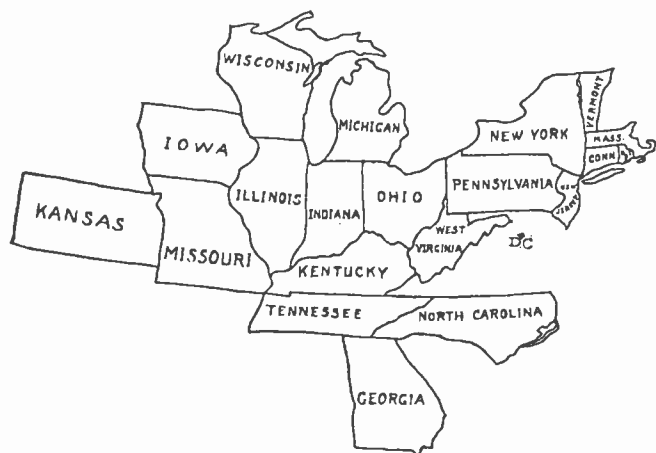 WISCONSIN
VERMONT
MICHIGAN
NEW YORK
MASS.
IOWA
CONN
R.I.
ILLINOIS
INDIANA
OHIO
PENNSYLVANIA
NEW
JERSEY
KANSAS
MISSOURI
WEST
VIRGINIA
D.C
KENTUCKY
TENNESSEE
NORTH CAROLINA
GEORGIA